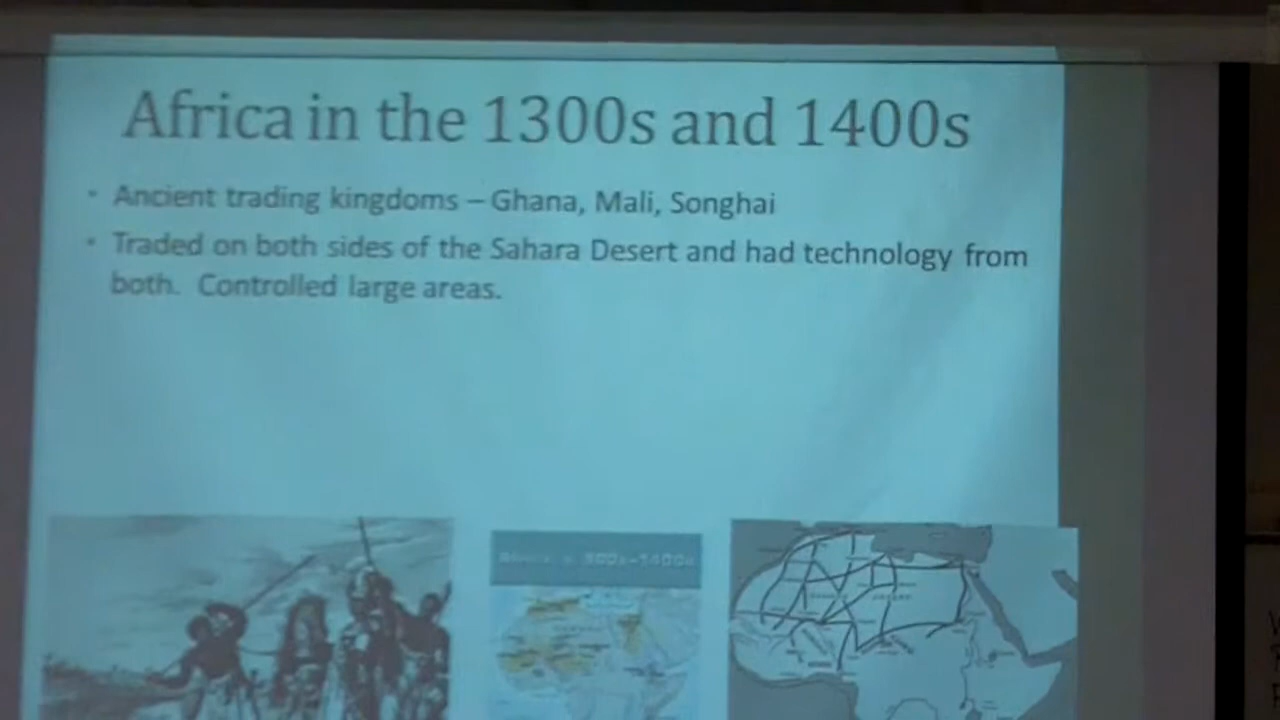 Africa in the 1300s and 1400s
• Ancient trading kingdoms – Ghana, Mali, Songhai
• Traded on both sides of the Sahara Desert and had technology from
both. Controlled large areas.